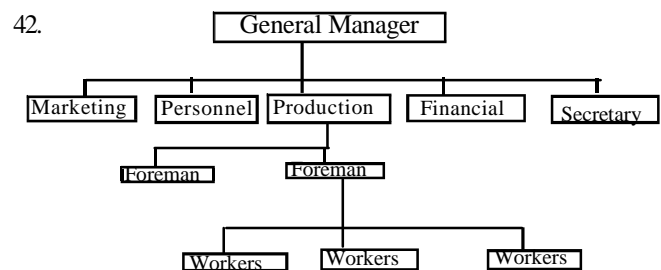 42.
General Manager
Marketing Personnel Production Financial Secretary
Foreman Foreman
Workers Workers Workers